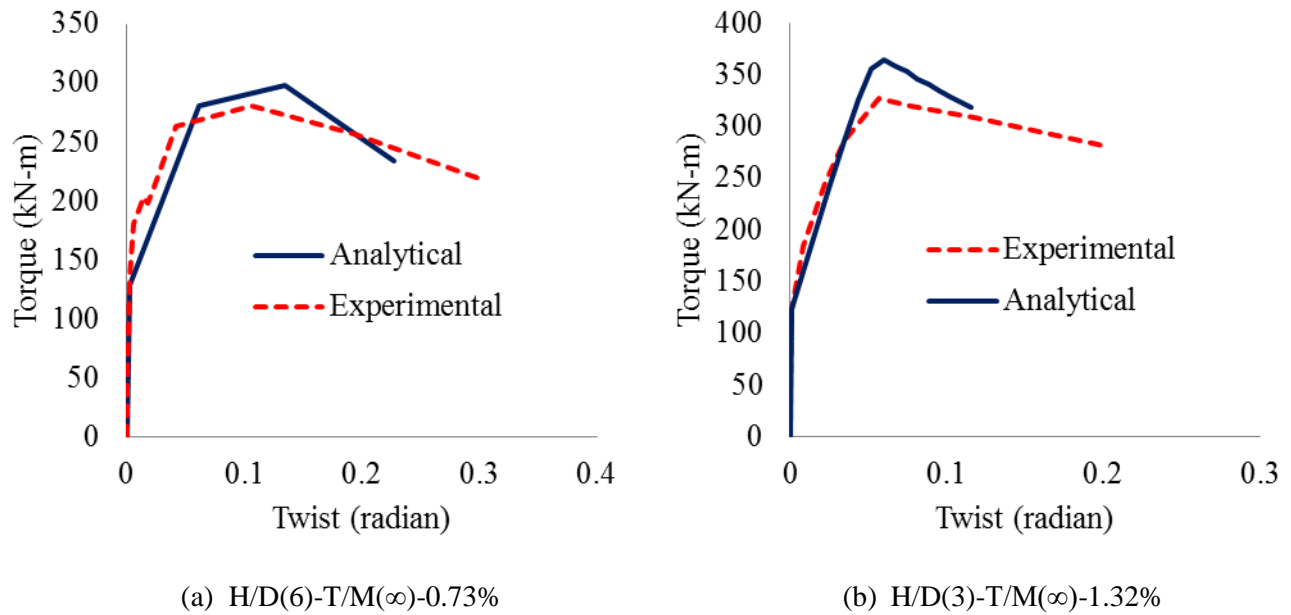 350
300
250
200
150
100
50
0
Torque (kN-m)
Analytical
Experimental
0 0.1 0.2 0.3 0.4
Twist (radian)
(a) H/D(6)-T/M(∞)-0.73%
400
350
300
250
200
150
100
50
0
Torque (kN-m)
Experimental
Analytical
0 0.1 0.2 0.3
Twist (radian)
(b) H/D(3)-T/M(∞)-1.32%